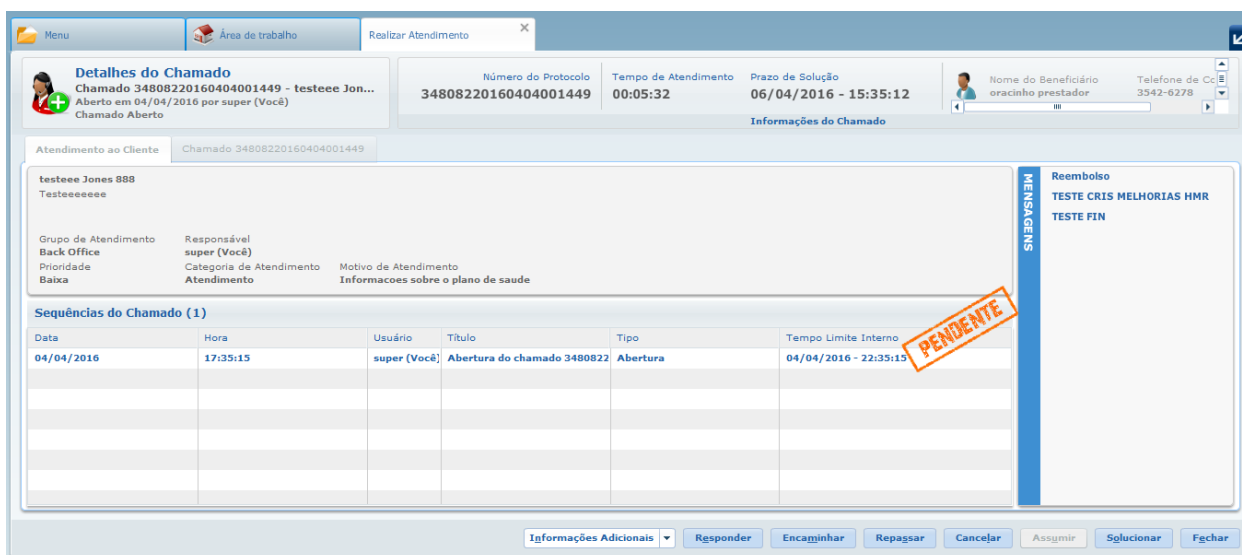 Menu
Área de trabalho
Realizar Atendimento
Detalhes do Chamado
Chamado 34808220160404001449 - testeee Jon...
Aberto em 04/04/2016 por super (Você)
Chamado Aberto
Número do Protocolo
34808220160404001449
Tempo de Atendimento
00:05:32
Prazo de Solução
06/04/2016 - 15:35:12
Informações do Chamado
Nome do Beneficiário
oracinho prestador
Telefone de Co
3542-6278
Atendimento ao Cliente
Chamado 34808220160404001449
testeee Jones 888
Testeeeeeee
Grupo de Atendimento
Back Office
Responsável
super (Você)
Prioridade
Baixa
Categoria de Atendimento
Atendimento
Motivo de Atendimento
Informacoes sobre o plano de saude
MENSAGENS
Reembolso
TESTE CRIS MELHORIAS HMR
TESTE FIN
Sequências do Chamado (1)
PENDENTE
Data Hora Usuário Título Tipo Tempo Limite Interno
04/04/2016 17:35:15 super (Você) Abertura do chamado 3480822 Abertura 04/04/2016 - 22:35:15
Informações Adicionais Responder Encaminhar Repassar Cancelar Assumir Solucionar Fechar